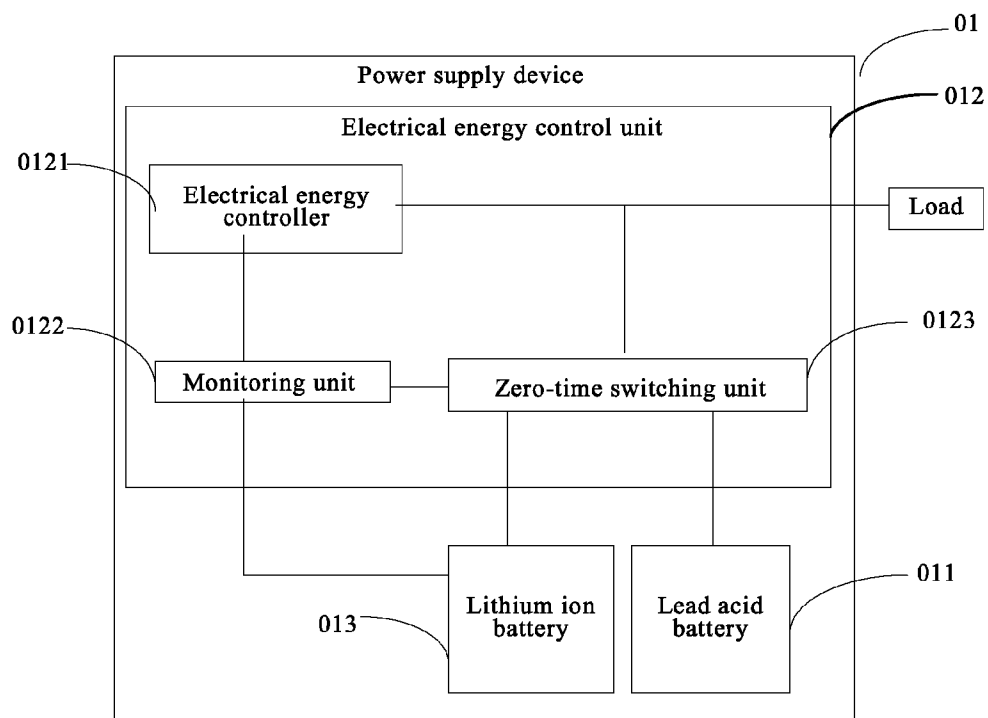 01
Power supply device
012
Electrical energy control unit
0121
Electrical energy
controller
Load
0122
0123
Monitoring unit
Zero-time switching unit
013
Lithium ion
battery
Lead acid
battery
011